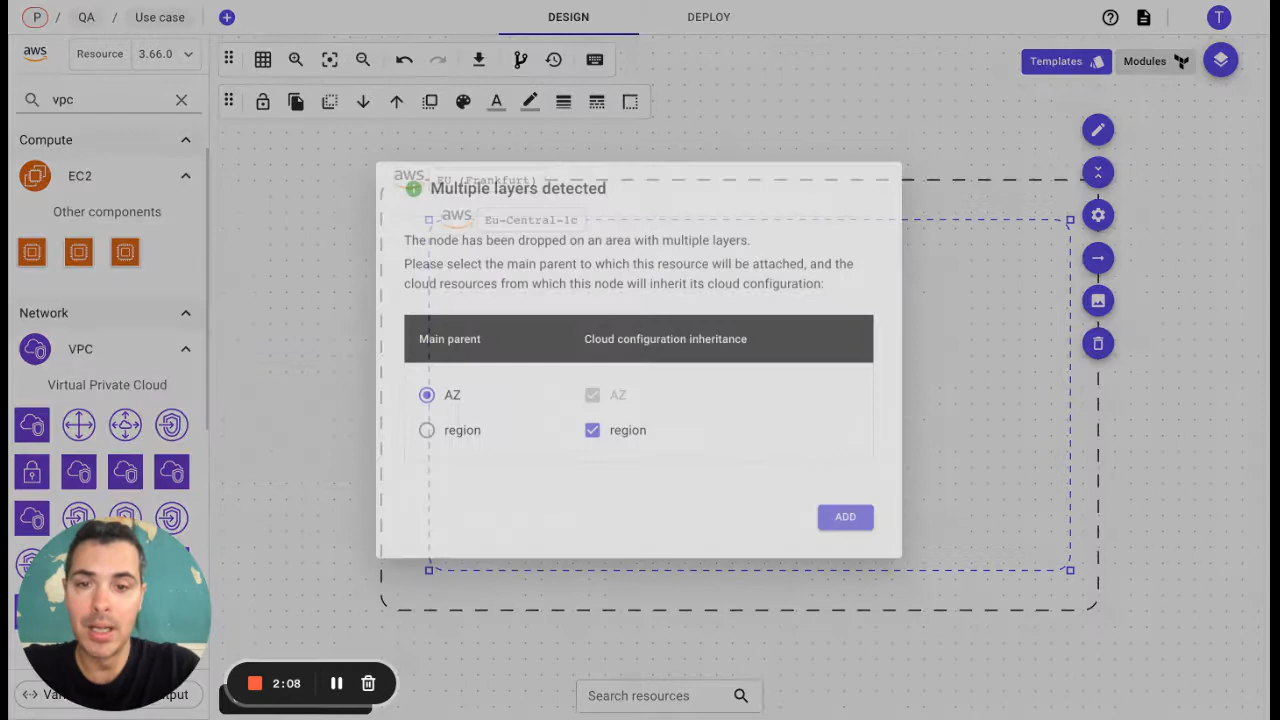 P / QA / Use case
DESIGN
DEPLOY
T
aws
Resource
3.66.0
Templates
Modules
vpc
Compute
EC2
Other components
Network
VPC
Virtual Private Cloud
aws
EU (Frankfurt)
Multiple layers detected
aws
Eu-Central-1c
The node has been dropped on an area with multiple layers.
Please select the main parent to which this resource will be attached, and the
cloud resources from which this node will inherit its cloud configuration:
Main parent
Cloud configuration inheritance
AZ
AZ
region
region
ADD
2:08
Search resources